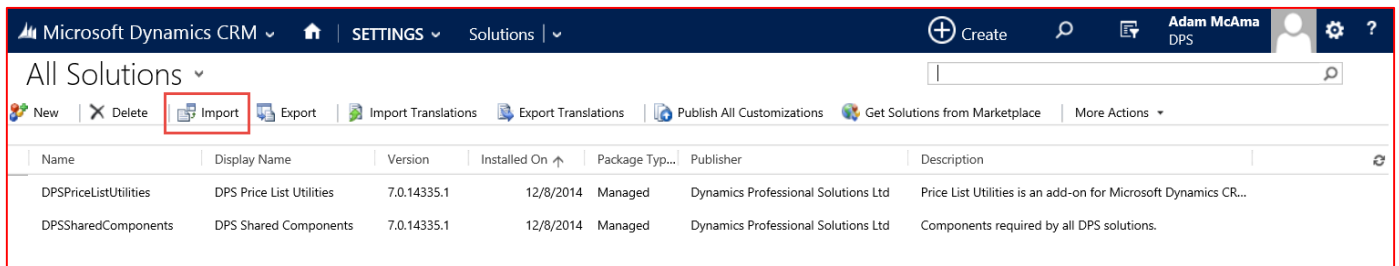 Microsoft Dynamics CRM SETTINGS Solutions Create Adam McAma ?
DPS
All Solutions
New Delete Import Export Import Translations Export Translations Publish All Customizations Get Solutions from Marketplace More Actions
Name Display Name Version Installed On Package Typ... Publisher Description
DPSPriceListUtilities DPS Price List Utilities 7.0.14335.1 12/8/2014 Managed Dynamics Professional Solutions Ltd Price List Utilities is an add-on for Microsoft Dynamics CR...
DPSSharedComponents DPS Shared Components 7.0.14335.1 12/8/2014 Managed Dynamics Professional Solutions Ltd Components required by all DPS solutions.